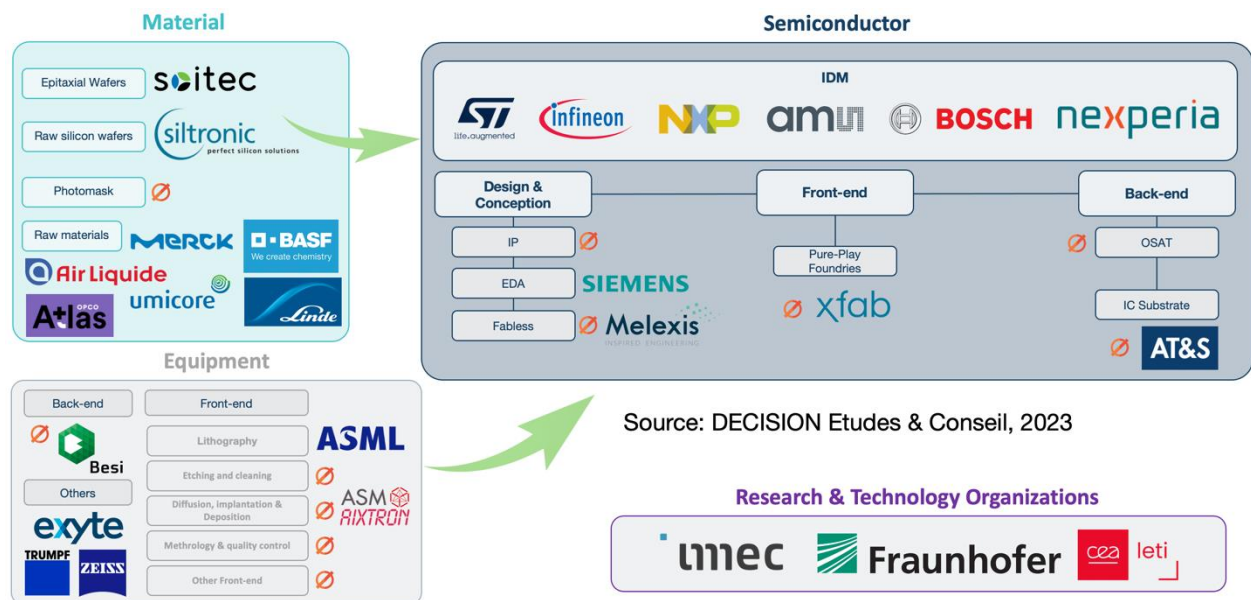 Material
Epitaxial Wafers
soitec
Raw silicon wafers
siltronic
perfect silicon solutions
Photomask
Raw materials
MERCK
BASF
We create chemistry
Air Liquide
umicore
OPCO
Atlas
Linde
Equipment
Back-end
Besi
Others
exyte
TRUMPF
ZEISS
Front-end
Lithography
ASML
Etching and cleaning
Diffusion, implantation &
Deposition
ASM
AIXTRON
Methrology & quality control
Other Front-end
Semiconductor
IDM
ST
life.augmented
infineon
NXP
amu
BOSCH
nexperia
Design &
Conception
IP
EDA
SIEMENS
Fabless
Melexis
INSPIRED ENGINEERING
Front-end
Pure-Play
Foundries
xfab
Back-end
OSAT
IC Substrate
AT&S
Source: DECISION Etudes & Conseil, 2023
Research & Technology Organizations
imec
Fraunhofer
cea
leti